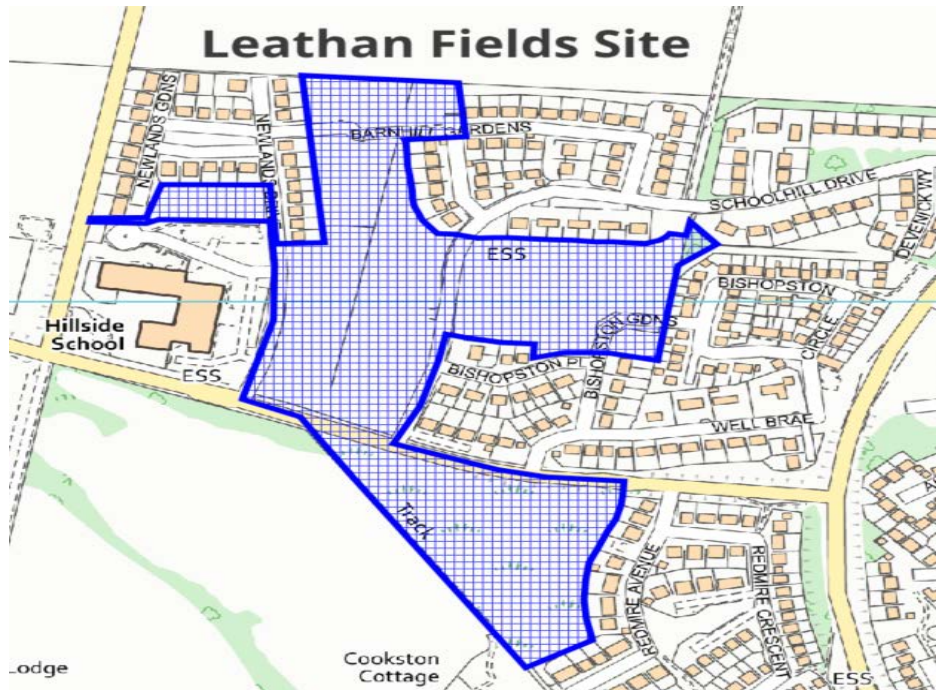 Leathan Fields Site
NEWLANDS GDNS
BARNHILL GARDENS
SCHOOLHILL DRIVE
DEVENICK WY
ESS
BISHOPSTON
CIRCLE
Hillside
School
BISHOPSTON GDNS
ESS
BISHOPSTON PL
WELL BRAE
Track
REDMIRE AVENUE
REDMIRE CRESCENT
Cookston
Cottage
Lodge
ESS